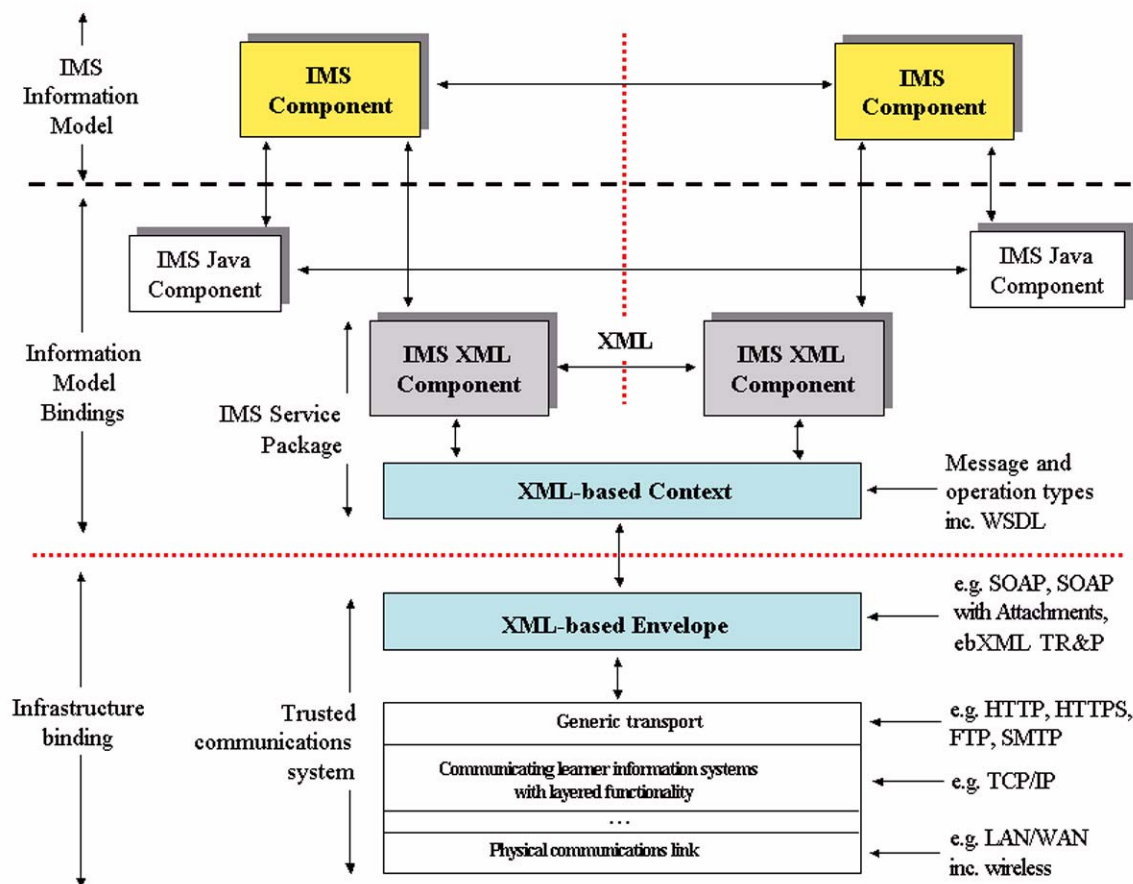 IMS
Information
Model
IMS
Component
IMS
Component
IMS Java
Component
IMS Java
Component
Information
Model
Bindings
IMS Service
Package
IMS XML
Component
XML
IMS XML
Component
XML-based Context
Message and
operation types
inc. WSDL
Infrastructure
binding
Trusted
communications
system
XML-based Envelope
e.g. SOAP, SOAP
with Attachments,
ebXML TR&P
Generic transport
e.g. HTTP, HTTPS,
FTP, SMTP
Communicating learner information systems
with layered functionality
e.g. TCP/IP
...
Physical communications link
e.g. LAN/WAN
inc. wireless